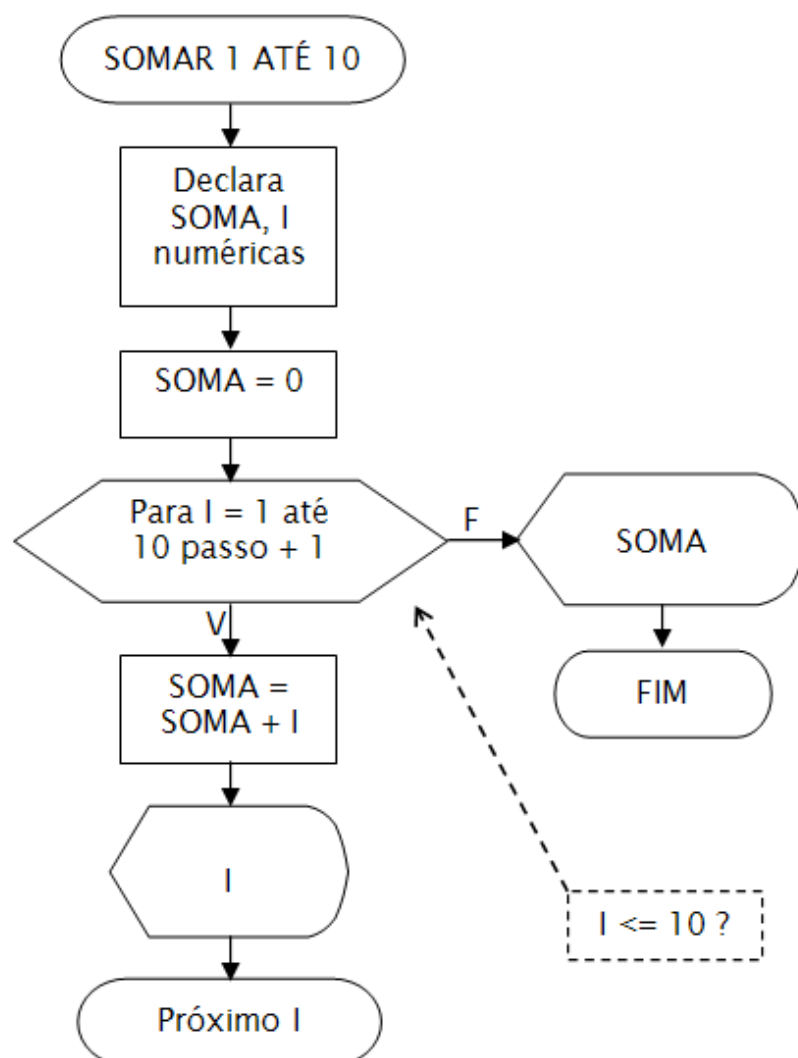 SOMAR 1 ATÉ 10
Declara
SOMA, I
numéricas
SOMA = 0
Para I = 1 até
10 passo + 1
F
SOMA
V
FIM
SOMA =
SOMA + I
I
I <= 10 ?
Próximo I